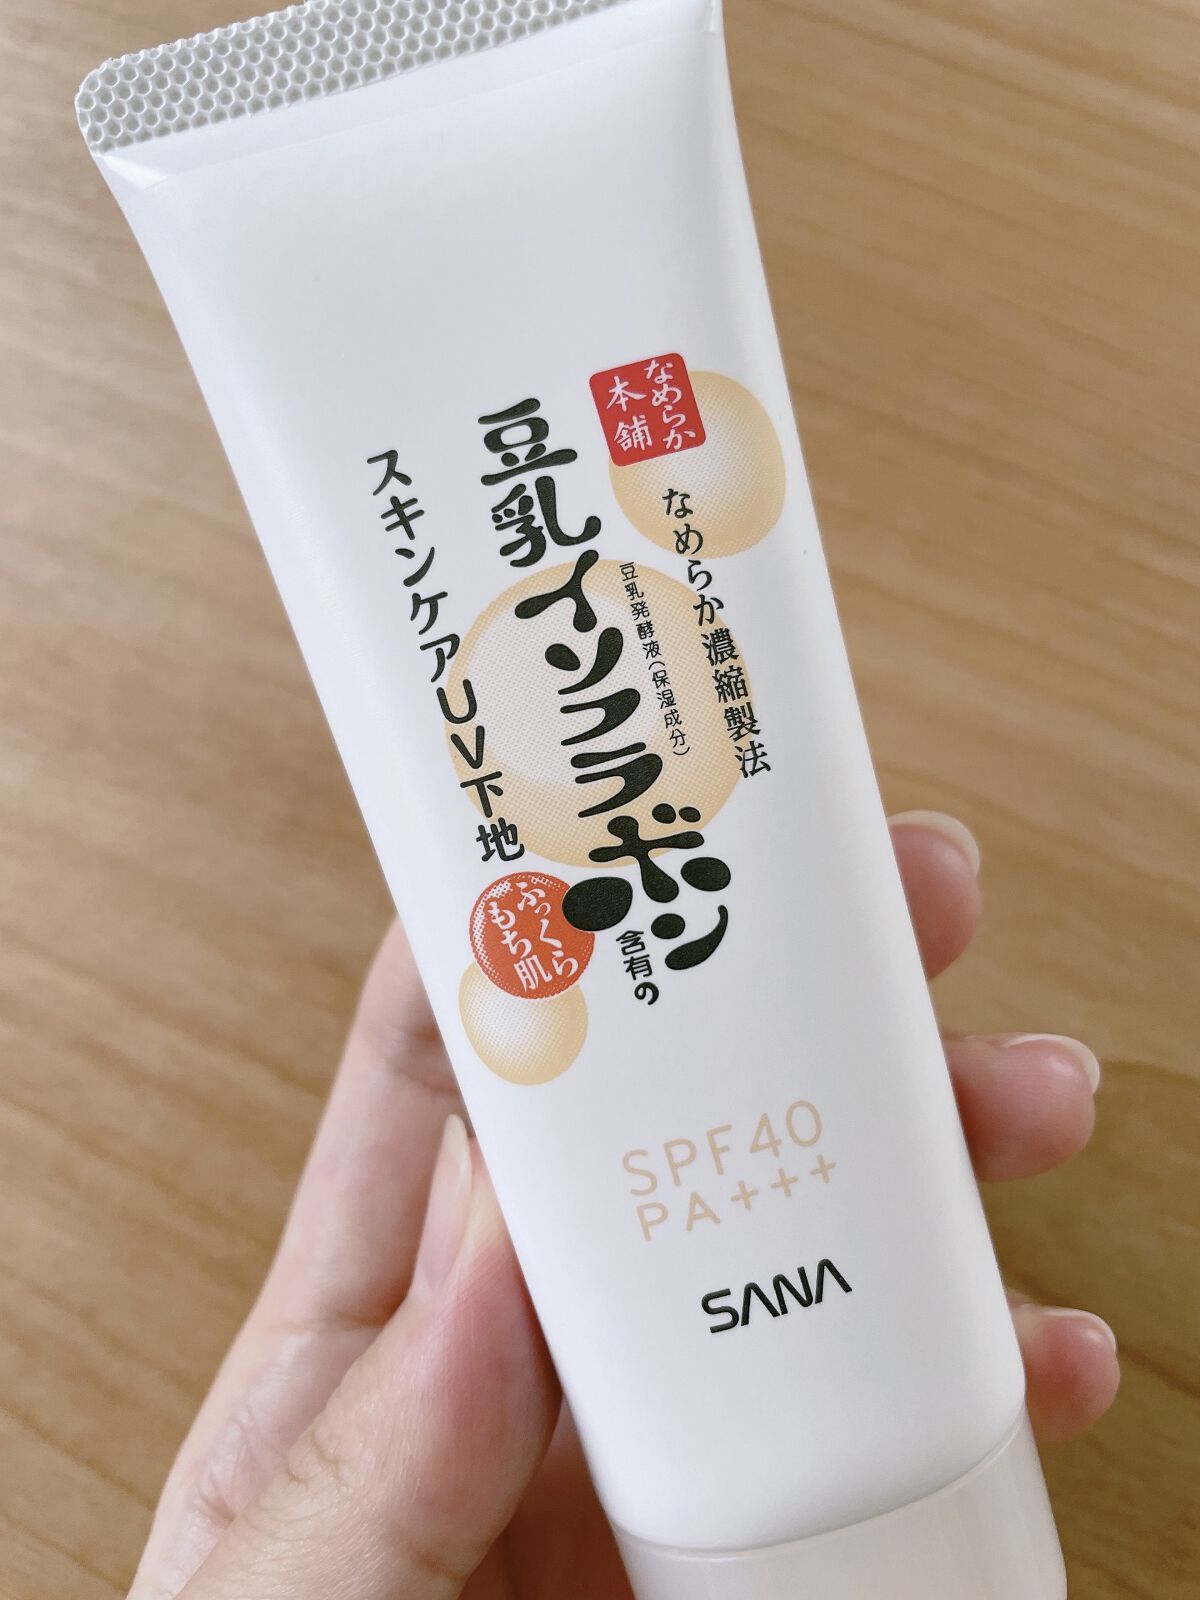 なめらか
本舗
なめらか濃縮製法
豆乳発酵液(保湿成分)
豆乳イソフラボン
含有の
スキンケアUV下地
ふっくら
もち肌
SPF40
PA+++
SANA